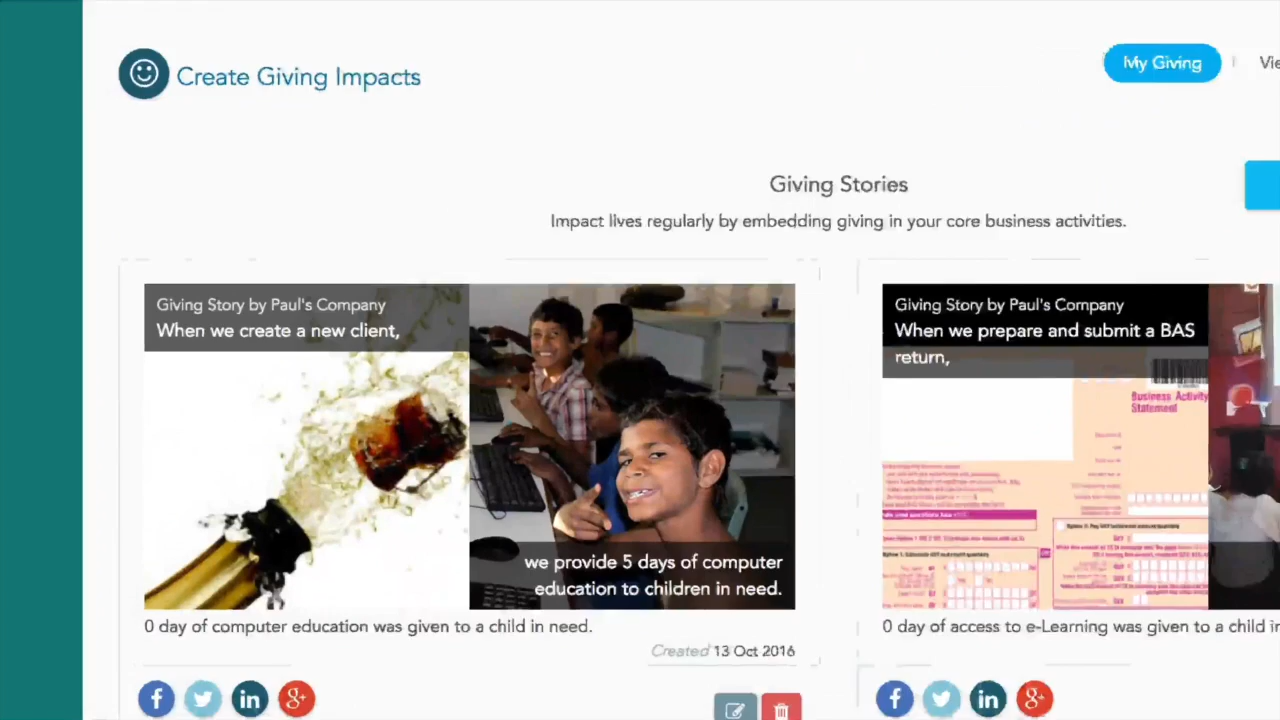 Create Giving Impacts
My Giving
Vie
Giving Stories
Impact lives regularly by embedding giving in your core business activities.
Giving Story by Paul's Company
When we create a new client,
we provide 5 days of computer
education to children in need.
0 day of computer education was given to a child in need.
Created 13 Oct 2016
Giving Story by Paul's Company
When we prepare and submit a BAS
return,
Business Activity
Statement
0 day of access to e-Learning was given to a child in